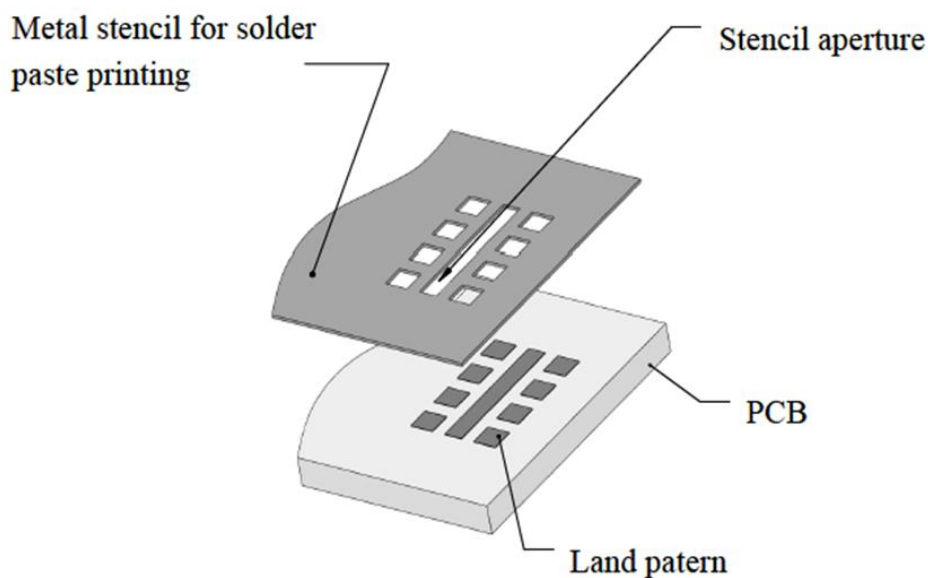 Metal stencil for solder
paste printing
Stencil aperture
PCB
Land patern